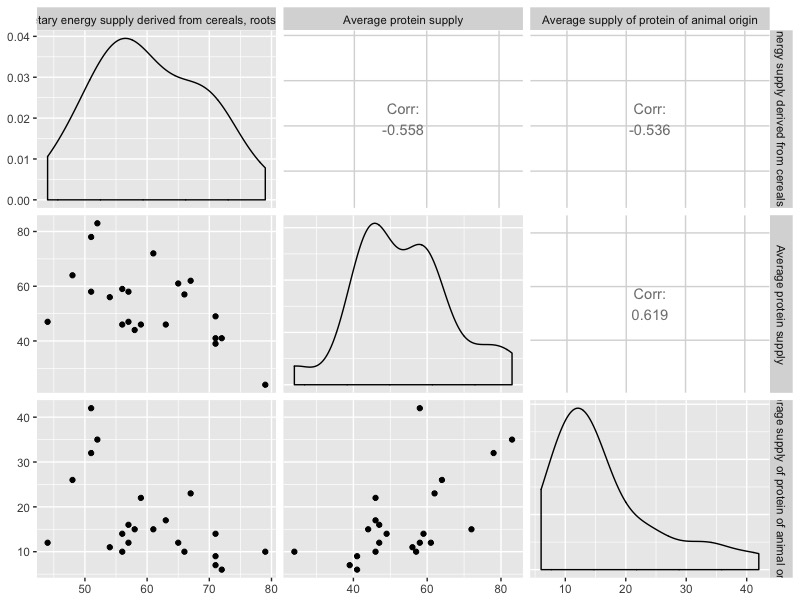 tary energy supply derived from cereals, roots
Average protein supply
Average supply of protein of animal origin
0.04
0.03
0.02
0.01
0.00
Corr:
-0.558
Corr:
-0.536
nergy supply derived from cereals
80
60
40
Corr:
0.619
Average protein supply
40
30
20
10
rage supply of protein of animal or
50
60
70
80
40
60
80
10
20
30
40